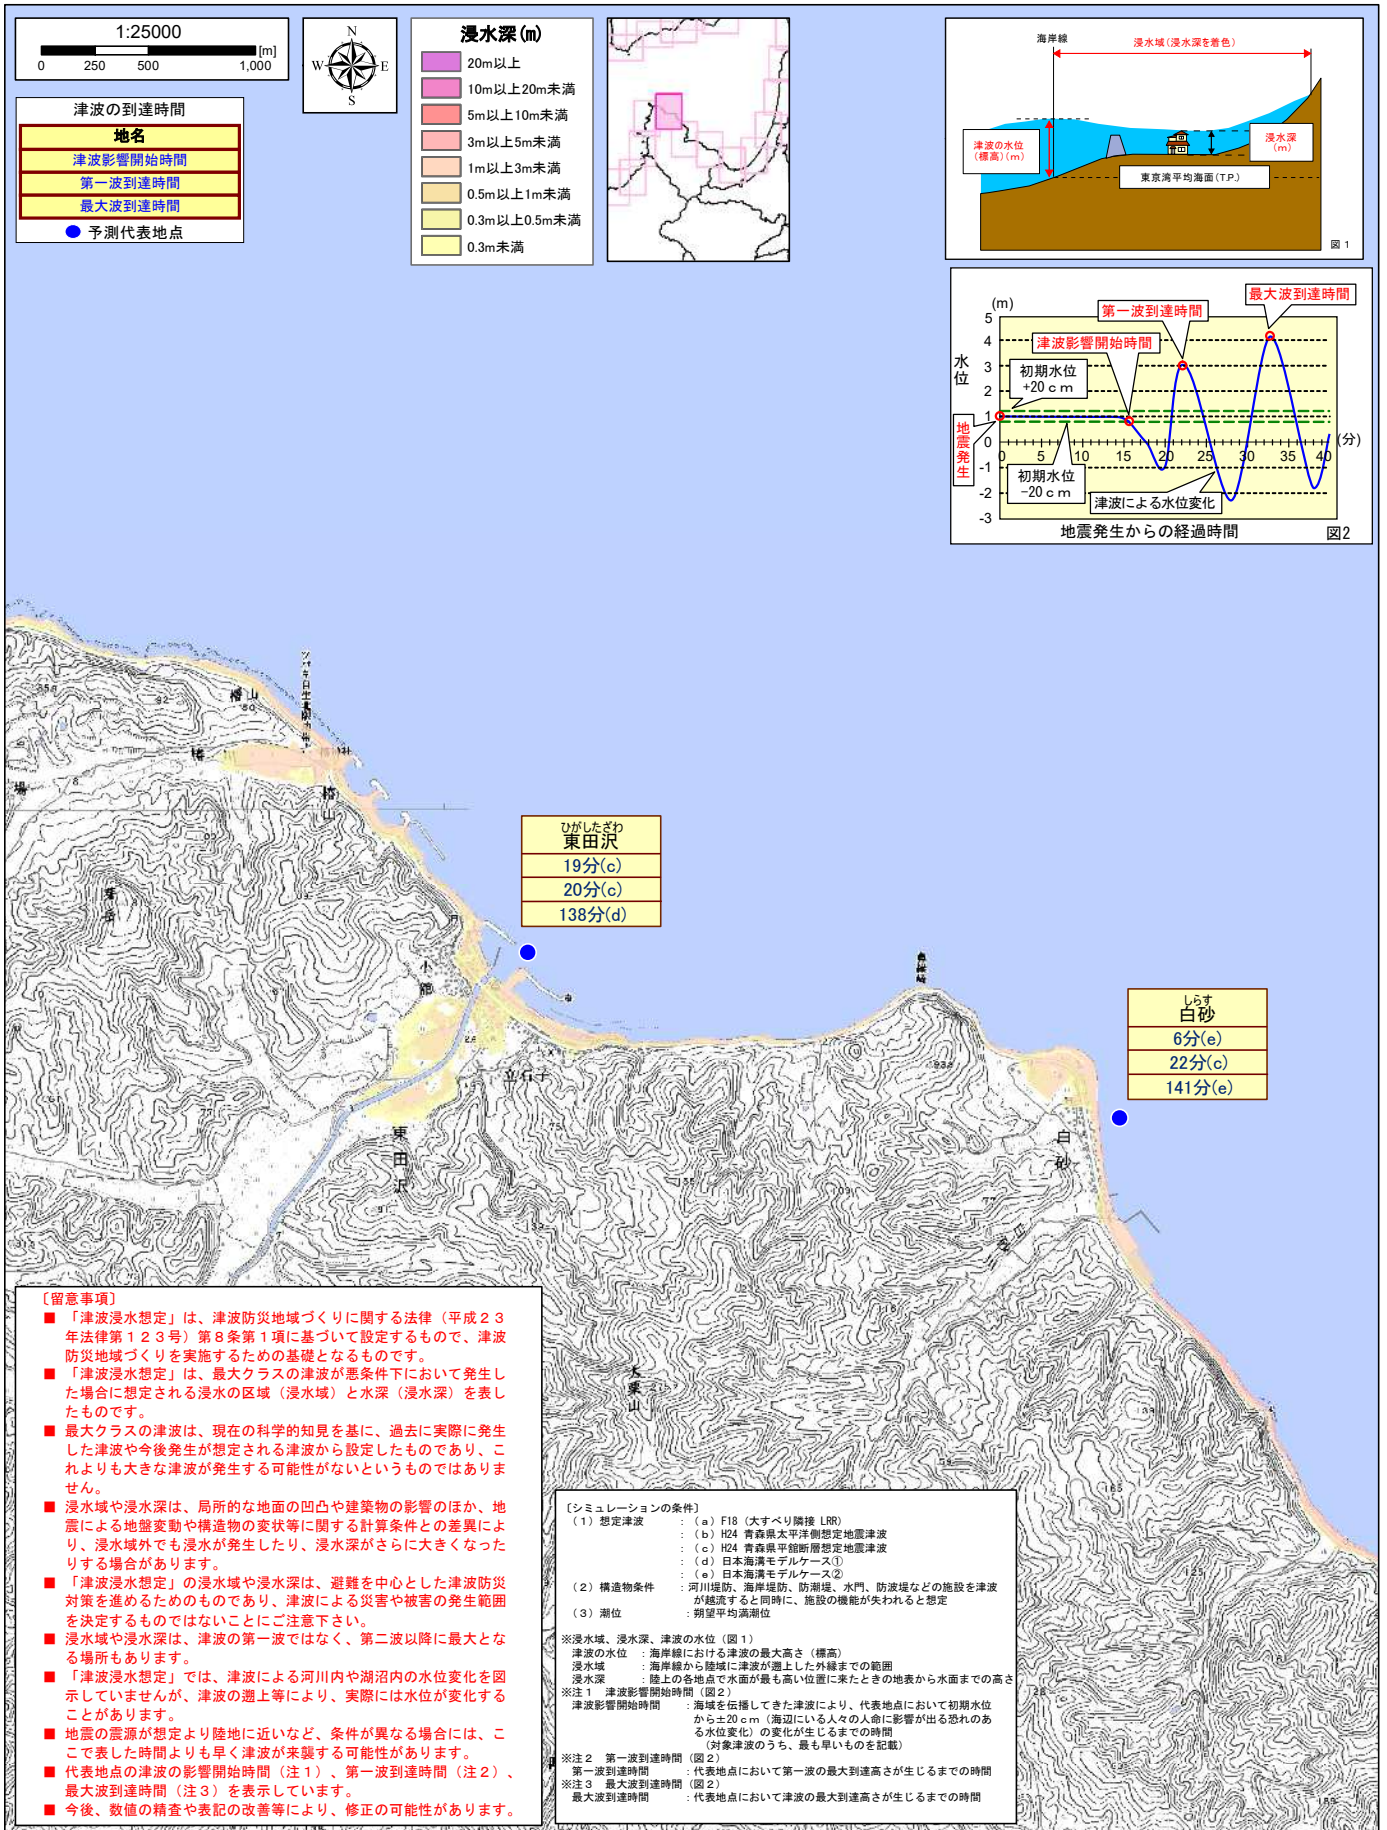 1:25000
[m]
0 250 500 1,000
N
W E
S
津波の到達時間
地名
津波影響開始時間
第一波到達時間
最大波到達時間
予測代表地点
浸水深(m)
20m以上
10m以上20m未満
5m以上10m未満
3m以上5m未満
1m以上3m未満
0.5m以上1m未満
0.3m以上0.5m未満
0.3m未満
海岸線
浸水域(浸水深を着色)
津波の水位
(標高)(m)
浸水深
(m)
東京湾平均海面(T.P.)
図1
(m)
最大波到達時間
第一波到達時間
津波影響開始時間
水位
初期水位
+20cm
地震発生
初期水位
-20cm
津波による水位変化
5
4
3
2
1
0
-1
-2
-3
0 5 10 15 20 25 30 35 40
(分)
地震発生からの経過時間
図2
椿山
東田沢
ひがしたざわ
東田沢
19分(c)
20分(c)
138分(d)
小館
立石子
しらす
白砂
6分(e)
22分(c)
141分(e)
白砂
大栗山
〔留意事項〕
■ 「津波浸水想定」は、津波防災地域づくりに関する法律（平成２３
年法律第１２３号）第８条第１項に基づいて設定するもので、津波
防災地域づくりを実施するための基礎となるものです。
■ 「津波浸水想定」は、最大クラスの津波が悪条件下において発生し
た場合に想定される浸水の区域（浸水域）と水深（浸水深）を表し
たものです。
■ 最大クラスの津波は、現在の科学的知見を基に、過去に実際に発生
した津波や今後発生が想定される津波から設定したものであり、こ
れよりも大きな津波が発生する可能性がないというものではありま
せん。
■ 浸水域や浸水深は、局所的な地面の凹凸や建築物の影響のほか、地
震による地盤変動や構造物の変状等に関する計算条件との差異によ
り、浸水域外でも浸水が発生したり、浸水深がさらに大きくなった
りする場合があります。
■ 「津波浸水想定」の浸水域や浸水深は、避難を中心とした津波防災
対策を進めるためのものであり、津波による災害や被害の発生範囲
を決定するものではないことにご注意下さい。
■ 浸水域や浸水深は、津波の第一波ではなく、第二波以降に最大とな
る場所もあります。
■ 「津波浸水想定」では、津波による河川内や湖沼内の水位変化を図
示していませんが、津波の遡上等により、実際には水位が変化する
ことがあります。
■ 地震の震源が想定より陸地に近いなど、条件が異なる場合には、こ
こで表した時間よりも早く津波が来襲する可能性があります。
■ 代表地点の津波の影響開始時間（注１）、第一波到達時間（注２）、
最大波到達時間（注３）を表示しています。
■ 今後、数値の精査や表記の改善等により、修正の可能性があります。
〔シミュレーションの条件〕
（１）想定津波 ：（a）F18（大すべり隣接 LRR）
：（b）H24 青森県太平洋側想定地震津波
：（c）H24 青森県平舘断層想定地震津波
：（d）日本海溝モデルケース①
：（e）日本海溝モデルケース②
（２）構造物条件 ：河川堤防、海岸堤防、防潮堤、水門、防波堤などの施設を津波
が越流すると同時に、施設の機能が失われると想定
（３）潮位 ：朔望平均満潮位
※浸水域、浸水深、津波の水位（図１）
津波の水位 ：海岸線における津波の最大高さ（標高）
浸水域 ：海岸線から陸域に津波が遡上した外縁までの範囲
浸水深 ：陸上の各地点で水面が最も高い位置に来たときの地表から水面までの高さ
※注１ 津波影響開始時間（図２）
津波影響開始時間 ：海域を伝播してきた津波により、代表地点において初期水位
から±20cm（海辺にいる人々の人命に影響が出る恐れのあ
る水位変化）の変化が生じるまでの時間
（対象津波のうち、最も早いものを記載）
※注２ 第一波到達時間（図２）
第一波到達時間 ：代表地点において第一波の最大到達高さが生じるまでの時間
※注３ 最大波到達時間（図２）
最大波到達時間 ：代表地点において津波の最大到達高さが生じるまでの時間